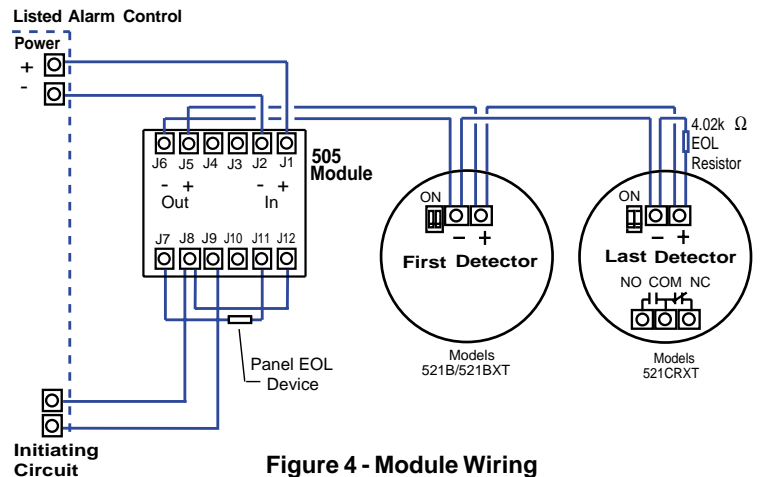 Listed Alarm Control
Power
+
-
J6 J5 J4 J3 J2 J1
- + - +
Out In
505
Module
J7 J8 J9 J10 J11 J12
Panel EOL
Device
Initiating
Circuit
ON
- +
First Detector
Models
521B/521BXT
4.02k Ω
EOL
Resistor
ON
- +
Last Detector
NO COM NC
Models
521CRXT
Figure 4 - Module Wiring